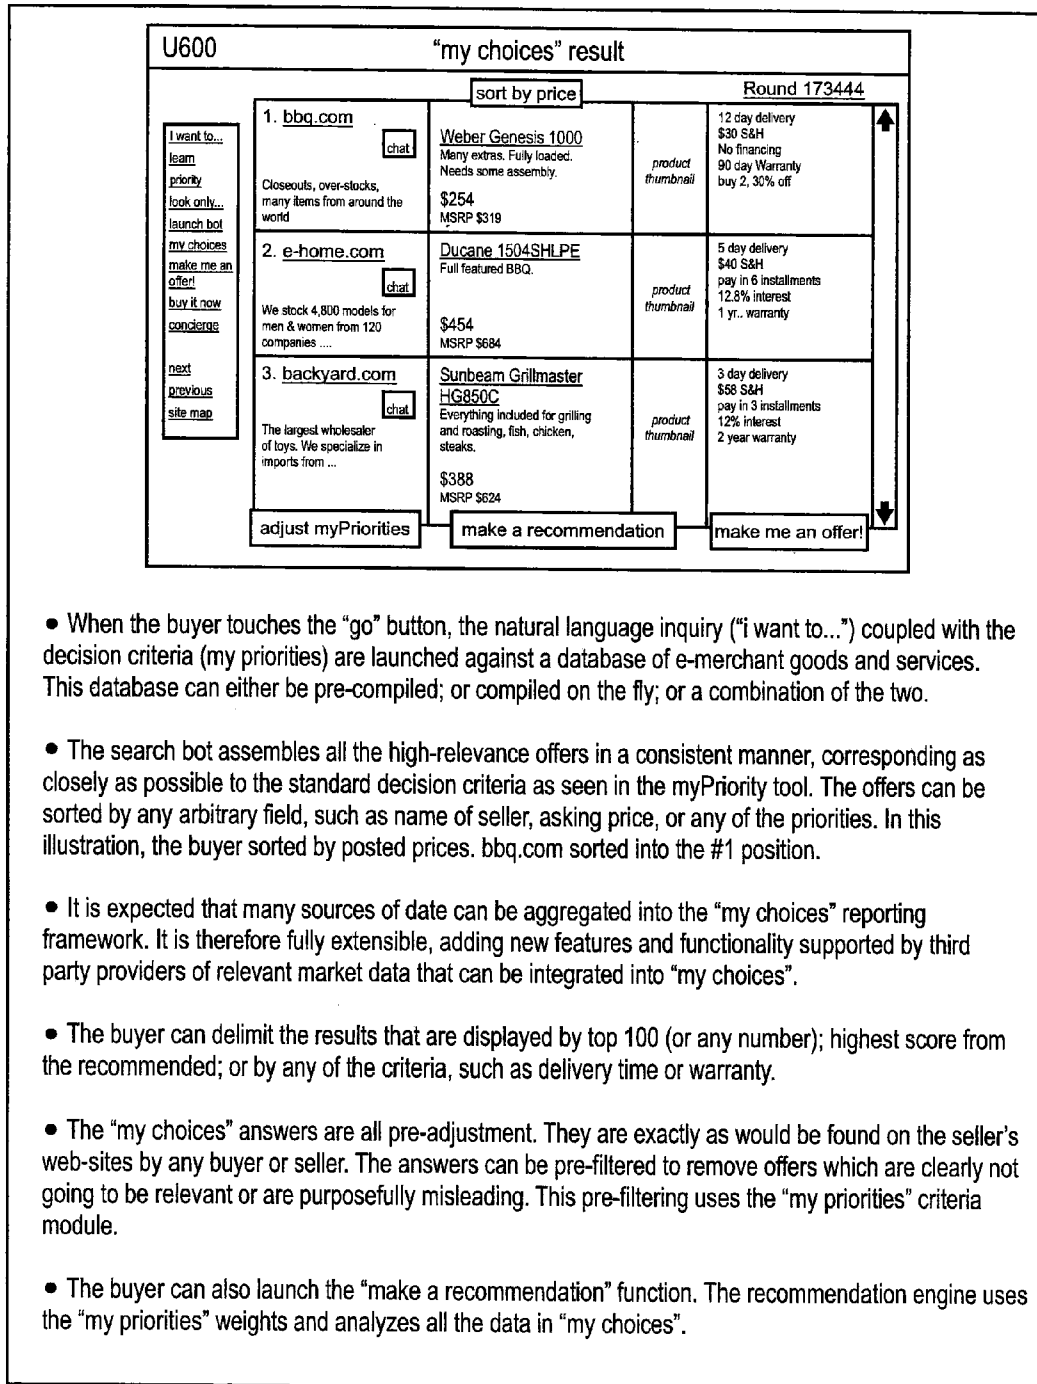 U600
"my choices" result
sort by price
Round 173444
I want to...
learn
priority
look only...
launch bot
my choices
make me an
offer!
buy it now
concierge
next
previous
site map
1. bbq.com
chat
Closeouts, over-stocks,
many items from around the
world
Weber Genesis 1000
Many extras. Fully loaded.
Needs some assembly.
$254
MSRP $319
product
thumbnail
12 day delivery
$30 S&H
No financing
90 day Warranty
buy 2, 30% off
2. e-home.com
chat
We stock 4,800 models for
men & women from 120
companies ....
Ducane 1504SHLPE
Full featured BBQ.
$454
MSRP $684
product
thumbnail
5 day delivery
$40 S&H
pay in 6 installments
12.8% interest
1 yr.. warranty
3. backyard.com
chat
The largest wholesaler
of toys. We specialize in
imports from ...
Sunbeam Grillmaster
HG850C
Everything included for grilling
and roasting, fish, chicken,
steaks.
$388
MSRP $624
product
thumbnail
3 day delivery
$58 S&H
pay in 3 installments
12% interest
2 year warranty
adjust myPriorities
make a recommendation
make me an offer!
• When the buyer touches the "go" button, the natural language inquiry ("i want to...") coupled with the
decision criteria (my priorities) are launched against a database of e-merchant goods and services.
This database can either be pre-compiled; or compiled on the fly; or a combination of the two.
• The search bot assembles all the high-relevance offers in a consistent manner, corresponding as
closely as possible to the standard decision criteria as seen in the myPriority tool. The offers can be
sorted by any arbitrary field, such as name of seller, asking price, or any of the priorities. In this
illustration, the buyer sorted by posted prices. bbq.com sorted into the #1 position.
• It is expected that many sources of date can be aggregated into the "my choices" reporting
framework. It is therefore fully extensible, adding new features and functionality supported by third
party providers of relevant market data that can be integrated into "my choices".
• The buyer can delimit the results that are displayed by top 100 (or any number); highest score from
the recommended; or by any of the criteria, such as delivery time or warranty.
• The "my choices" answers are all pre-adjustment. They are exactly as would be found on the seller's
web-sites by any buyer or seller. The answers can be pre-filtered to remove offers which are clearly not
going to be relevant or are purposefully misleading. This pre-filtering uses the "my priorities" criteria
module.
• The buyer can also launch the "make a recommendation" function. The recommendation engine uses
the "my priorities" weights and analyzes all the data in "my choices".